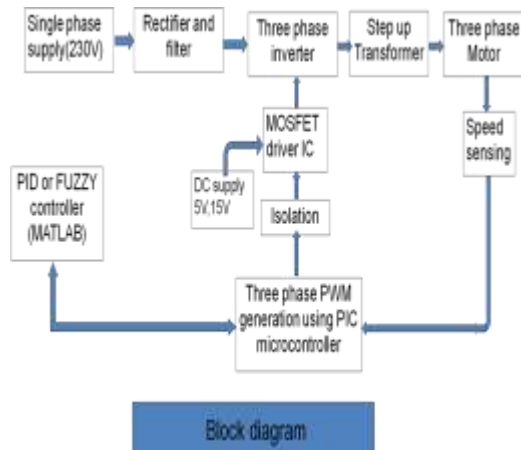 Single phase
supply(230V)
Rectifier and
filter
Three phase
inverter
Step up
Transformer
Three phase
Motor
MOSFET
driver IC
Speed
sensing
DC supply
5V,15V
PID or FUZZY
controller
(MATLAB)
Isolation
Three phase PWM
generation using PIC
microcontroller
Block diagram